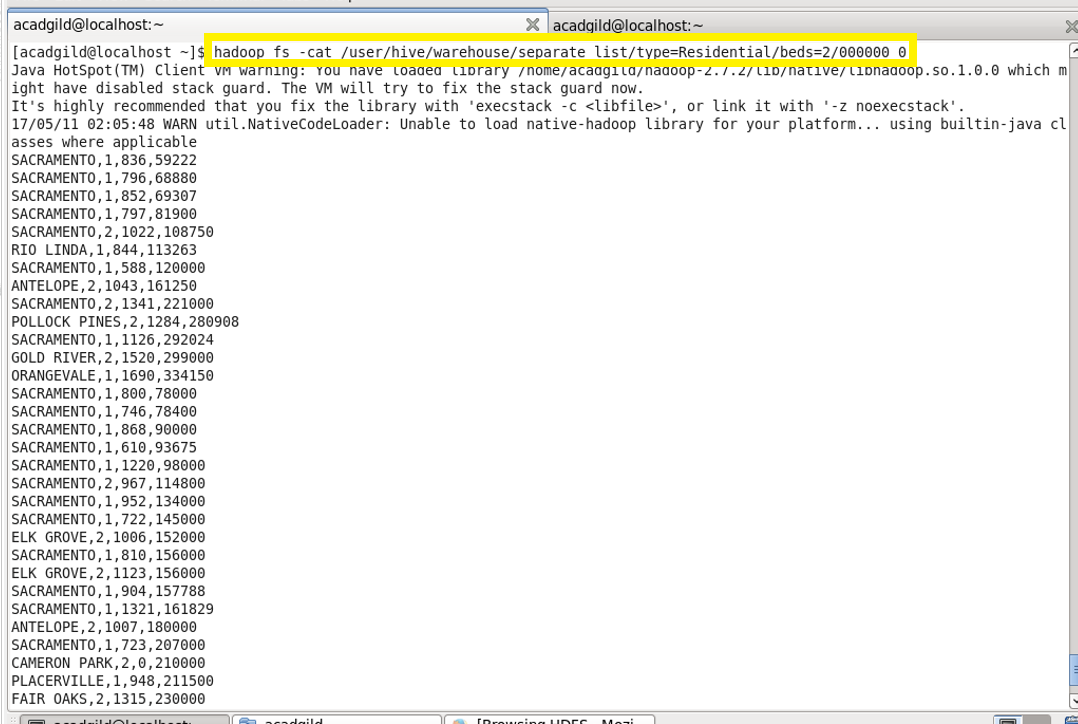 acadgild@localhost:~
acadgild@localhost:~
[acadgild@localhost ~]$ hadoop fs -cat /user/hive/warehouse/separate list/type=Residential/beds=2/000000 0
Java HotSpot(TM) Client VM warning: You have loaded library /home/acadgild/hadoop-2.7.2/lib/native/libhadoop.so.1.0.0 which m
ight have disabled stack guard. The VM will try to fix the stack guard now.
It's highly recommended that you fix the library with 'execstack -c <libfile>', or link it with '-z noexecstack'.
17/05/11 02:05:48 WARN util.NativeCodeLoader: Unable to load native-hadoop library for your platform... using builtin-java cl
asses where applicable
SACRAMENTO,1,836,59222
SACRAMENTO,1,796,68880
SACRAMENTO,1,852,69307
SACRAMENTO,1,797,81900
SACRAMENTO,2,1022,108750
RIO LINDA,1,844,113263
SACRAMENTO,1,588,120000
ANTELOPE,2,1043,161250
SACRAMENTO,2,1341,221000
POLLOCK PINES,2,1284,280908
SACRAMENTO,1,1126,292024
GOLD RIVER,2,1520,299000
ORANGEVALE,1,1690,334150
SACRAMENTO,1,800,78000
SACRAMENTO,1,746,78400
SACRAMENTO,1,868,90000
SACRAMENTO,1,610,93675
SACRAMENTO,1,1220,98000
SACRAMENTO,2,967,114800
SACRAMENTO,1,952,134000
SACRAMENTO,1,722,145000
ELK GROVE,2,1006,152000
SACRAMENTO,1,810,156000
ELK GROVE,2,1123,156000
SACRAMENTO,1,904,157788
SACRAMENTO,1,1321,161829
ANTELOPE,2,1007,180000
SACRAMENTO,1,723,207000
CAMERON PARK,2,0,210000
PLACERVILLE,1,948,211500
FAIR OAKS,2,1315,230000
acadgild@localhost:
acadgild
[Browsing HDFS - Mozi